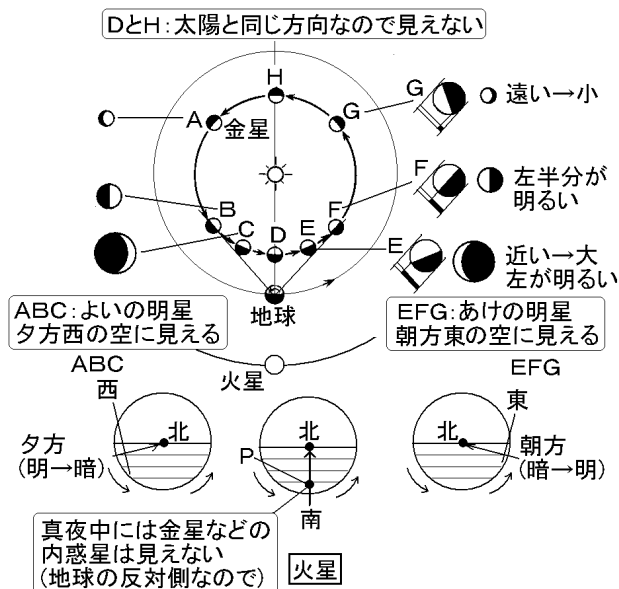 DとH:太陽と同じ方向なので見えない
H
A
金星
G
G
遠い→小
B
C
D
E
F
F
左半分が
明るい
E
近い→大
左が明るい
地球
ABC:よいの明星
夕方西の空に見える
EFG:あけの明星
朝方東の空に見える
火星
ABC
西
北
夕方
(明→暗)
北
P
南
EFG
東
北
朝方
(暗→明)
真夜中には金星などの
内惑星は見えない
(地球の反対側なので)
火星